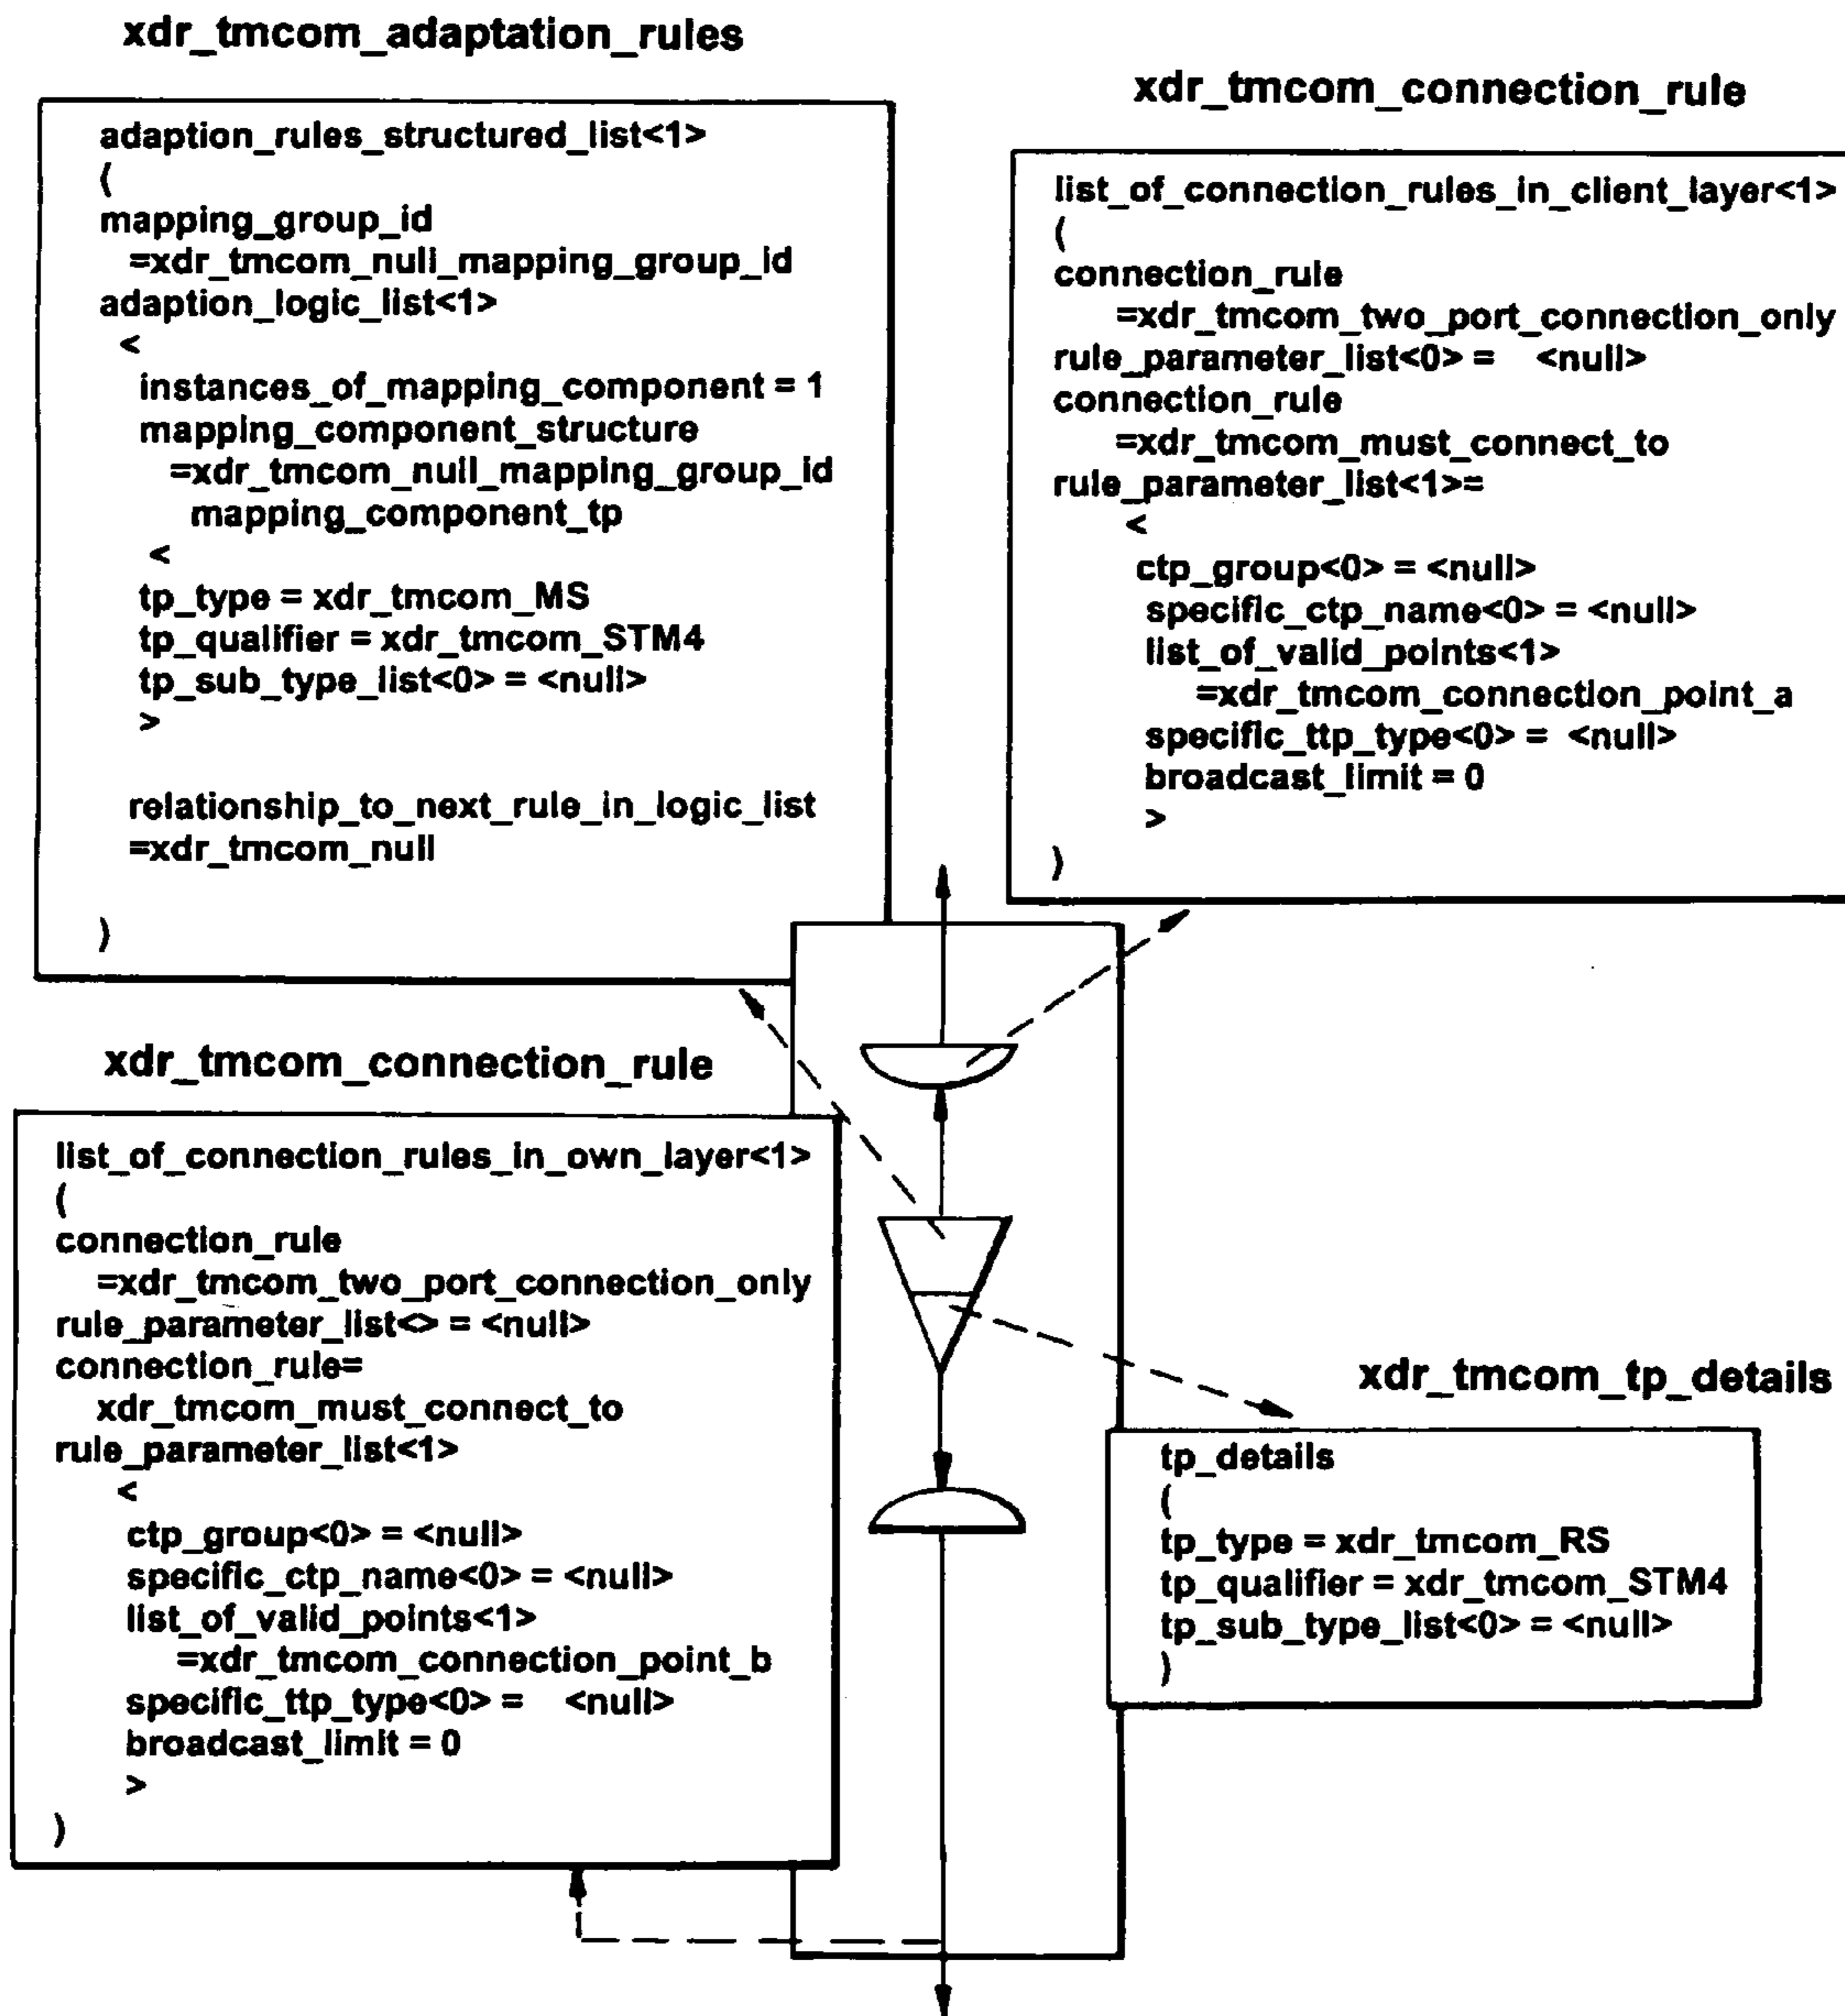 xdr_tmcom_adaptation_rules
adaption_rules_structured_list<1>
(
mapping_group_id
=xdr_tmcom_null_mapping_group_id
adaption_logic_list<1>
<
instances_of_mapping_component = 1
mapping_component_structure
=xdr_tmcom_null_mapping_group_id
mapping_component_tp
<
tp_type = xdr_tmcom_MS
tp_qualifier = xdr_tmcom_STM4
tp_sub_type_list<0> = <null>
>
relationship_to_next_rule_in_logic_list
=xdr_tmcom_null
)
xdr_tmcom_connection_rule
list_of_connection_rules_in_client_layer<1>
(
connection_rule
=xdr_tmcom_two_port_connection_only
rule_parameter_list<0> = <null>
connection_rule
=xdr_tmcom_must_connect_to
rule_parameter_list<1>=
<
ctp_group<0> = <null>
specific_ctp_name<0> = <null>
list_of_valid_points<1>
=xdr_tmcom_connection_point_a
specific_ttp_type<0> = <null>
broadcast_limit = 0
>
)
xdr_tmcom_connection_rule
list_of_connection_rules_in_own_layer<1>
(
connection_rule
=xdr_tmcom_two_port_connection_only
rule_parameter_list<> = <null>
connection_rule=
xdr_tmcom_must_connect_to
rule_parameter_list<1>
<
ctp_group<0> = <null>
specific_ctp_name<0> = <null>
list_of_valid_points<1>
=xdr_tmcom_connection_point_b
specific_ttp_type<0> = <null>
broadcast_limit = 0
>
)
xdr_tmcom_tp_details
tp_details
(
tp_type = xdr_tmcom_RS
tp_qualifier = xdr_tmcom_STM4
tp_sub_type_list<0> = <null>
)